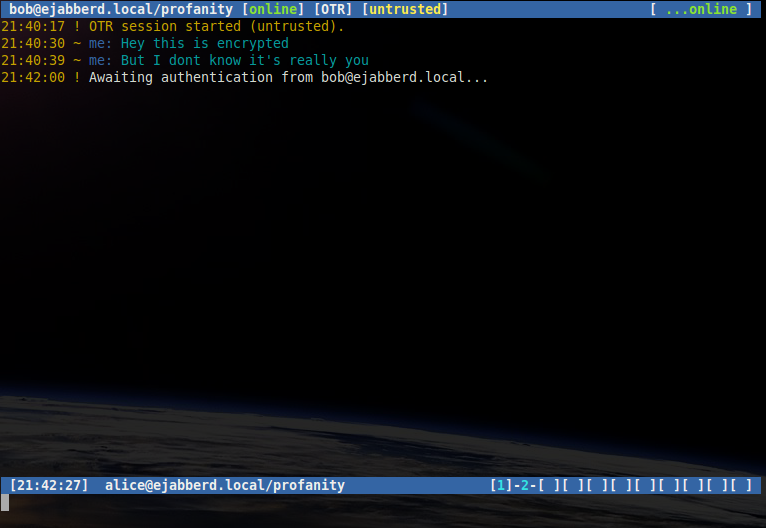 bob@ejabberd.local/profanity [online] [OTR] [untrusted] [ ...online ]
21:40:17 ! OTR session started (untrusted).
21:40:30 ~ me: Hey this is encrypted
21:40:39 ~ me: But I dont know it's really you
21:42:00 ! Awaiting authentication from bob@ejabberd.local...
[21:42:27] alice@ejabberd.local/profanity [1]-2-[ ][ ][ ][ ][ ][ ][ ][ ]